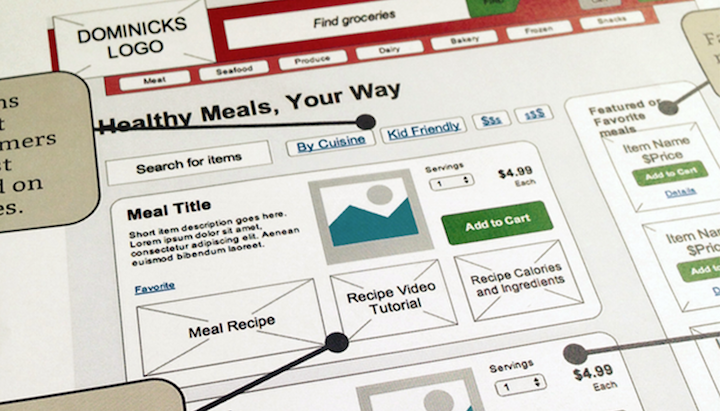 DOMINICKS
LOGO
Find groceries
Meat
Seafood
Produce
Dairy
Bakery
Frozen
Snacks
Healthy Meals, Your Way
Search for items
By Cuisine
Kid Friendly
$$s
s$$
Meal Title
Short item description goes here.
Lorem ipsum dolor sit amet,
consectetur adipiscing elit. Aenean
euismod bibendum laoreet.
Favorite
Servings
1
$4.99
Each
Add to Cart
Meal Recipe
Recipe Video
Tutorial
Recipe Calories
and Ingredients
Servings
1
$4.99
Each
Featured or
Favorite
meals
Item Name
$Price
Add to Cart
Details
Item Na
$Pric
Add to
ns
t
mers
st
d on
es.
Fa